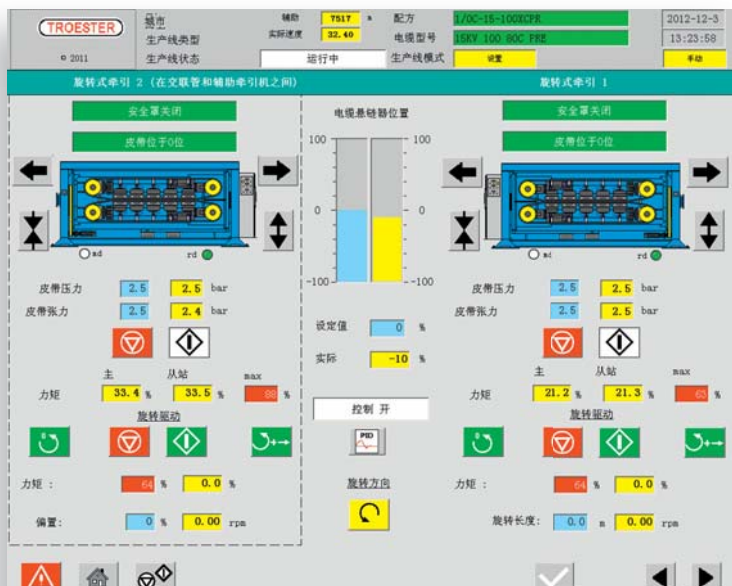 TROESTER
© 2011
城市
生产线类型
生产线状态
辅助 7517 m
实际速度 32.40
运行中
配方 1/0C-15-100XCPR
电缆型号 15KV 100 80C PRE
生产线模式 设置
2012-12-3
13:23:58
手动
旋转式牵引 2 (在交联管和辅助牵引机之间)
旋转式牵引 1
安全罩关闭
皮带位于0位
md rd
皮带压力 2.5 2.5 bar
皮带张力 2.5 2.4 bar
主 从站 max
力矩 33.4 % 33.5 % 88 %
旋转驱动
力矩 : 64 % 0.0 %
偏置: 0 % 0.00 rpm
电缆悬链器位置
100 100
0 0
-100 -100
设定值 0 %
实际 -10 %
控制 开
PID
旋转方向
安全罩关闭
皮带位于0位
md rd
皮带压力 2.5 2.5 bar
皮带张力 2.5 2.5 bar
主 从站 max
力矩 21.2 % 21.3 % 63 %
旋转驱动
力矩 : 64 % 0.0 %
旋转长度: 0.0 m 0.00 rpm